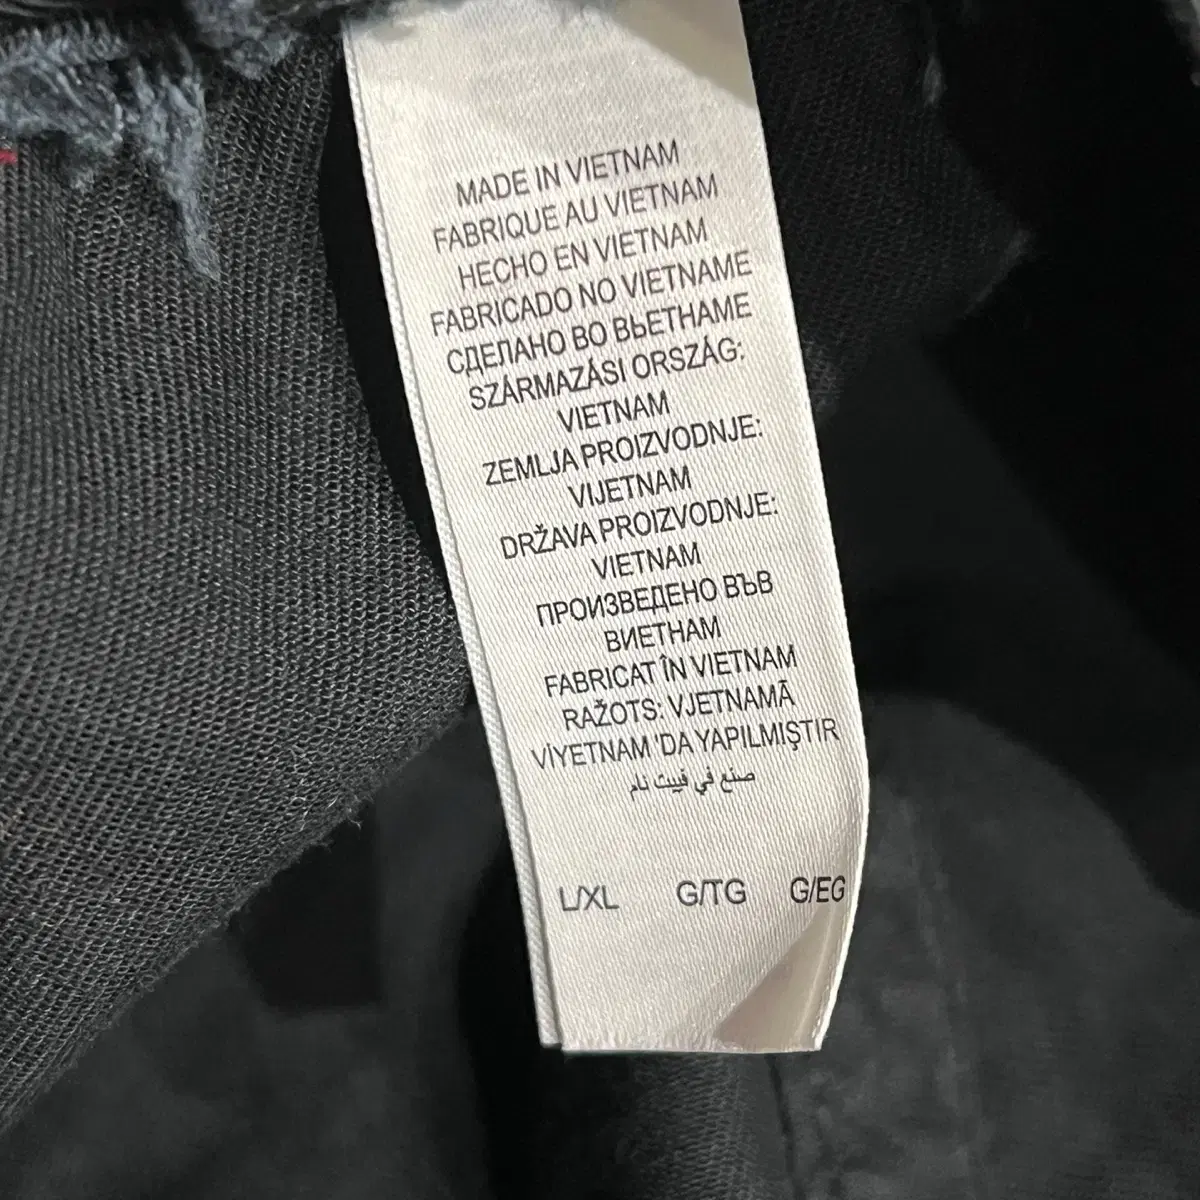 MADE IN VIETNAM
FABRIQUE AU VIETNAM
HECHO EN VIETNAM
FABRICADO NO VIETNAME
СДЕЛАНО ВО ВЬЕТНАМЕ
SZÁRMAZÁSI ORSZÁG:
VIETNAM
ZEMLJA PROIZVODNJE:
VIJETNAM
DRŽAVA PROIZVODNJE:
VIETNAM
ПРОИЗВЕДЕНО ВЪВ
ВИЕТНАМ
FABRICAT ÎN VIETNAM
RAŽOTS: VJETNAMĀ
VİYETNAM 'DA YAPILMIŞTIR
صنع في فييت نام
L/XL G/TG G/EG